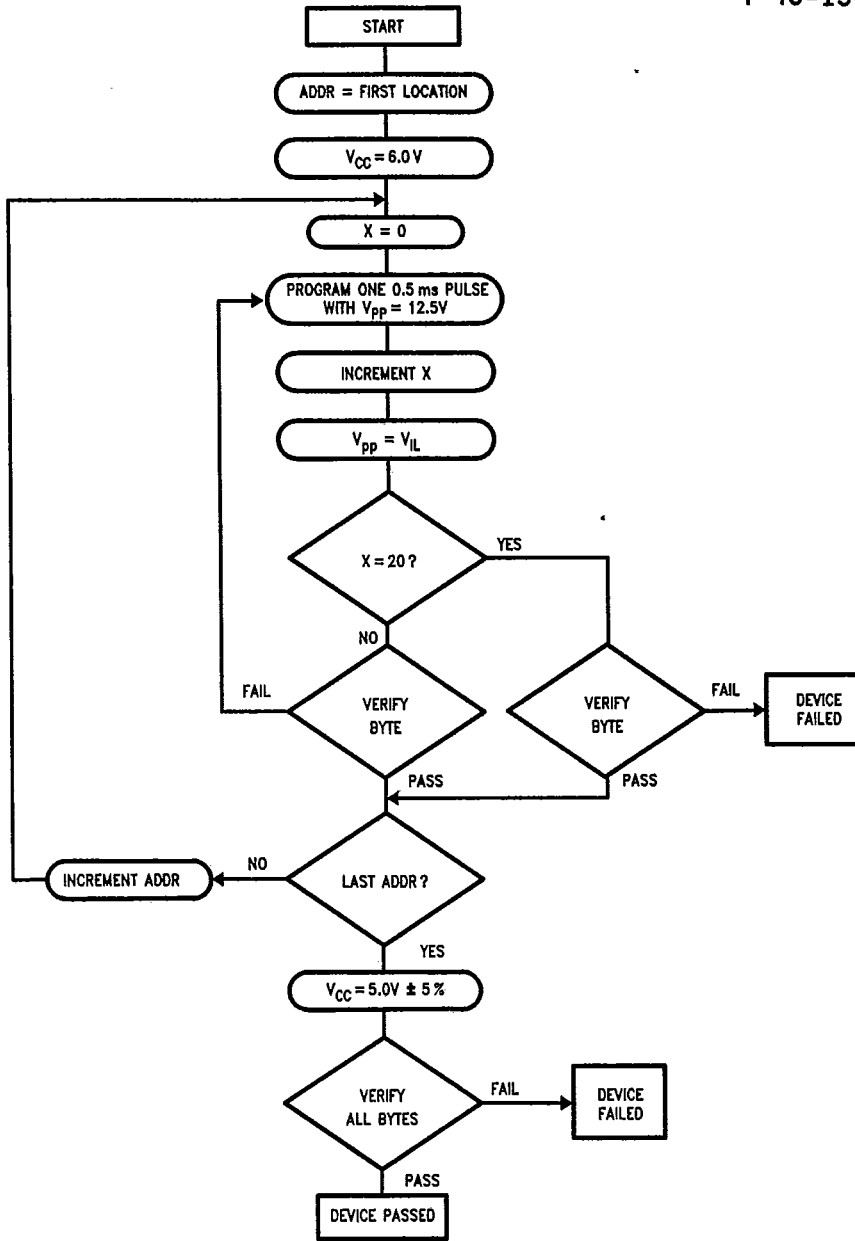 START
ADDR = FIRST LOCATION
VCC = 6.0 V
X = 0
PROGRAM ONE 0.5 ms PULSE
WITH Vpp = 12.5V
INCREMENT X
Vpp = VIL
X = 20 ?
YES
NO
FAIL
VERIFY
BYTE
PASS
VERIFY
BYTE
FAIL
DEVICE
FAILED
PASS
LAST ADDR ?
NO
INCREMENT ADDR
YES
VCC = 5.0V ± 5 %
VERIFY
ALL BYTES
FAIL
DEVICE
FAILED
PASS
DEVICE PASSED